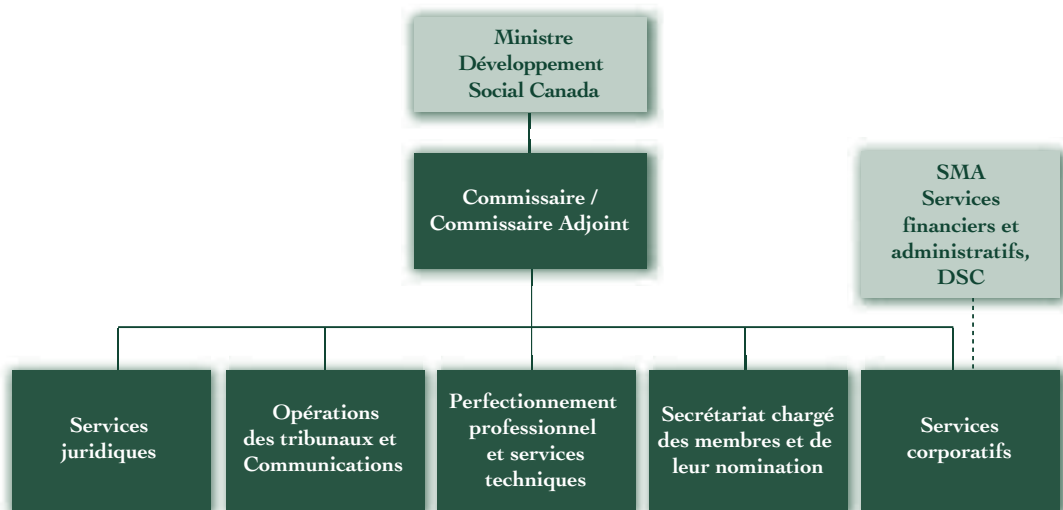 Ministre
Développement
Social Canada
Commissaire /
Commissaire Adjoint
SMA
Services
financiers et
administratifs,
DSC
Services
juridiques
Opérations
des tribunaux et
Communications
Perfectionnement
professionnel
et services
techniques
Secrétariat chargé
des membres et de
leur nomination
Services
corporatifs